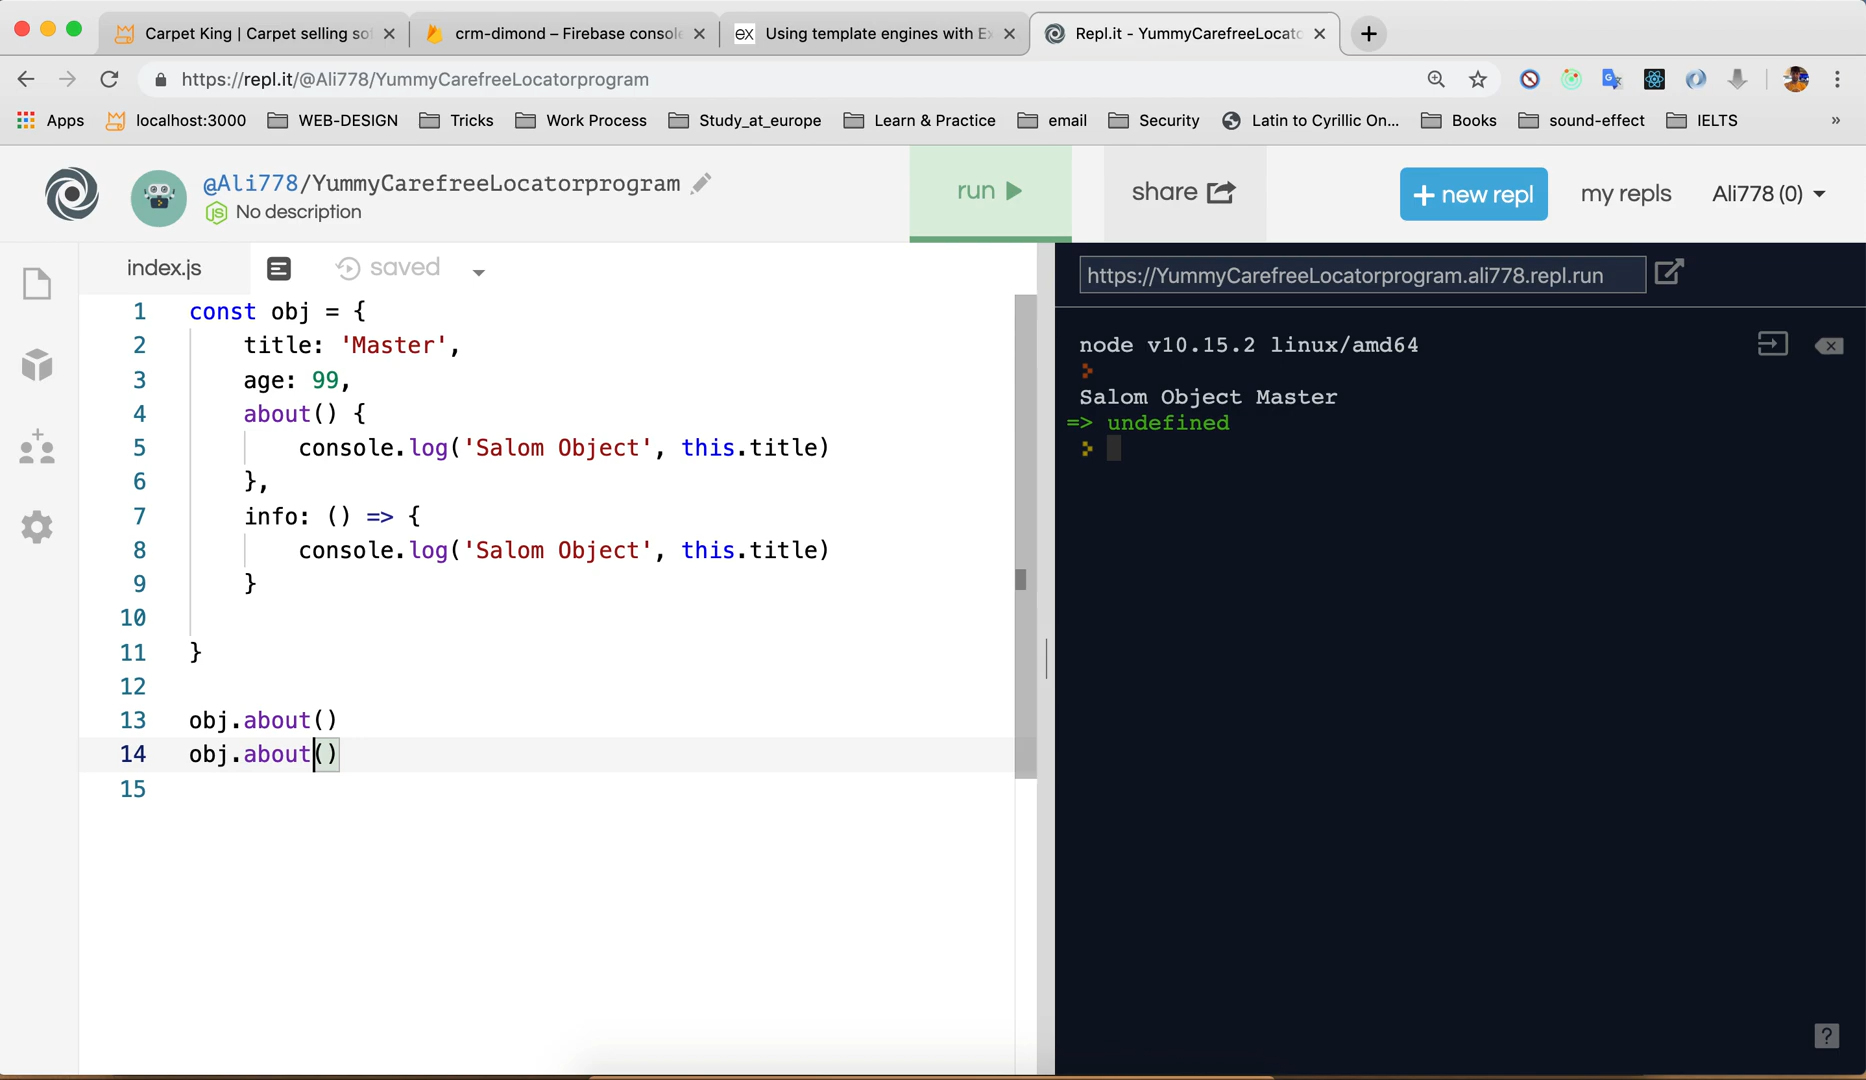 Carpet King | Carpet selling so
crm-dimond – Firebase console
ex Using template engines with Ex
Repl.it - YummyCarefreeLocato
https://repl.it/@Ali778/YummyCarefreeLocatorprogram
Apps localhost:3000 WEB-DESIGN Tricks Work Process Study_at_europe Learn & Practice email Security Latin to Cyrillic On... Books sound-effect IELTS »
@Ali778/YummyCarefreeLocatorprogram
No description
run
share
+ new repl
my repls
Ali778 (0)
index.js
saved
https://YummyCarefreeLocatorprogram.ali778.repl.run
1 const obj = {
2 title: 'Master',
3 age: 99,
4 about() {
5 console.log('Salom Object', this.title)
6 },
7 info: () => {
8 console.log('Salom Object', this.title)
9 }
10
11 }
12
13 obj.about()
14 obj.about()
15
node v10.15.2 linux/amd64
Salom Object Master
=> undefined
?